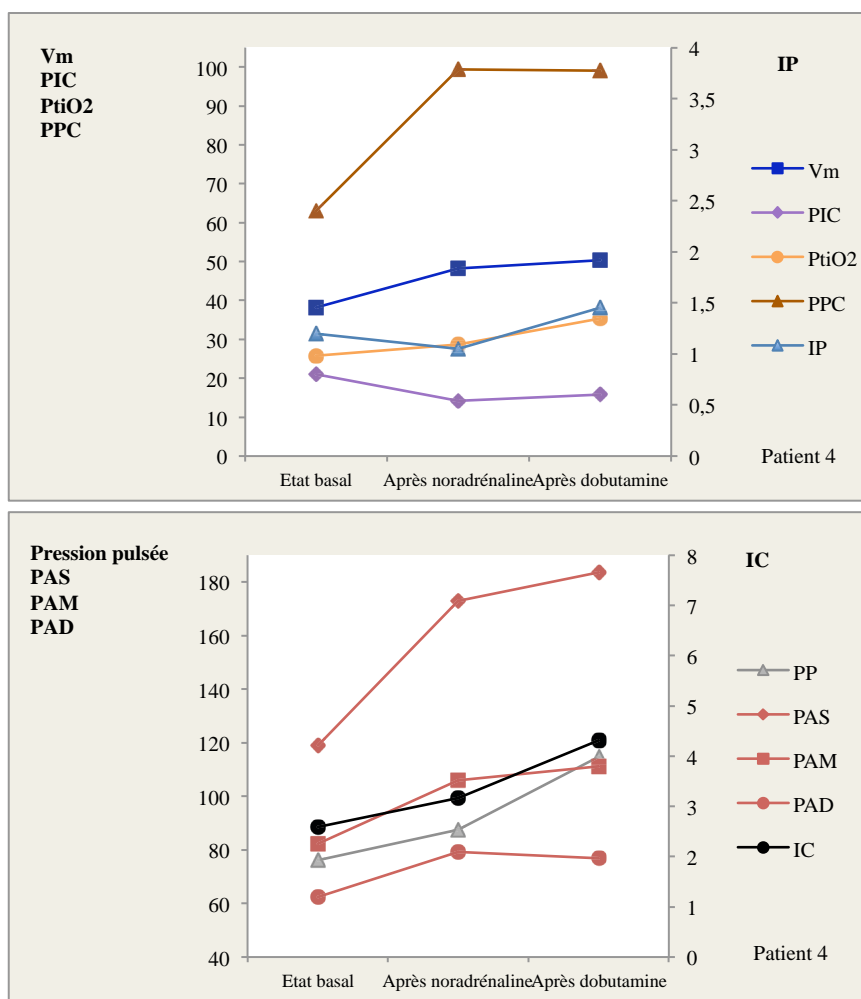 Vm
PIC
PtiO2
PPC
IP
100
90
80
70
60
50
40
30
20
10
0
4
3,5
3
2,5
2
1,5
1
0,5
0
Vm
PIC
PtiO2
PPC
IP
Etat basal
Après noradrénaline
Après dobutamine
Patient 4
Pression pulsée
PAS
PAM
PAD
IC
180
160
140
120
100
80
60
40
8
7
6
5
4
3
2
1
0
PP
PAS
PAM
PAD
IC
Etat basal
Après noradrénaline
Après dobutamine
Patient 4